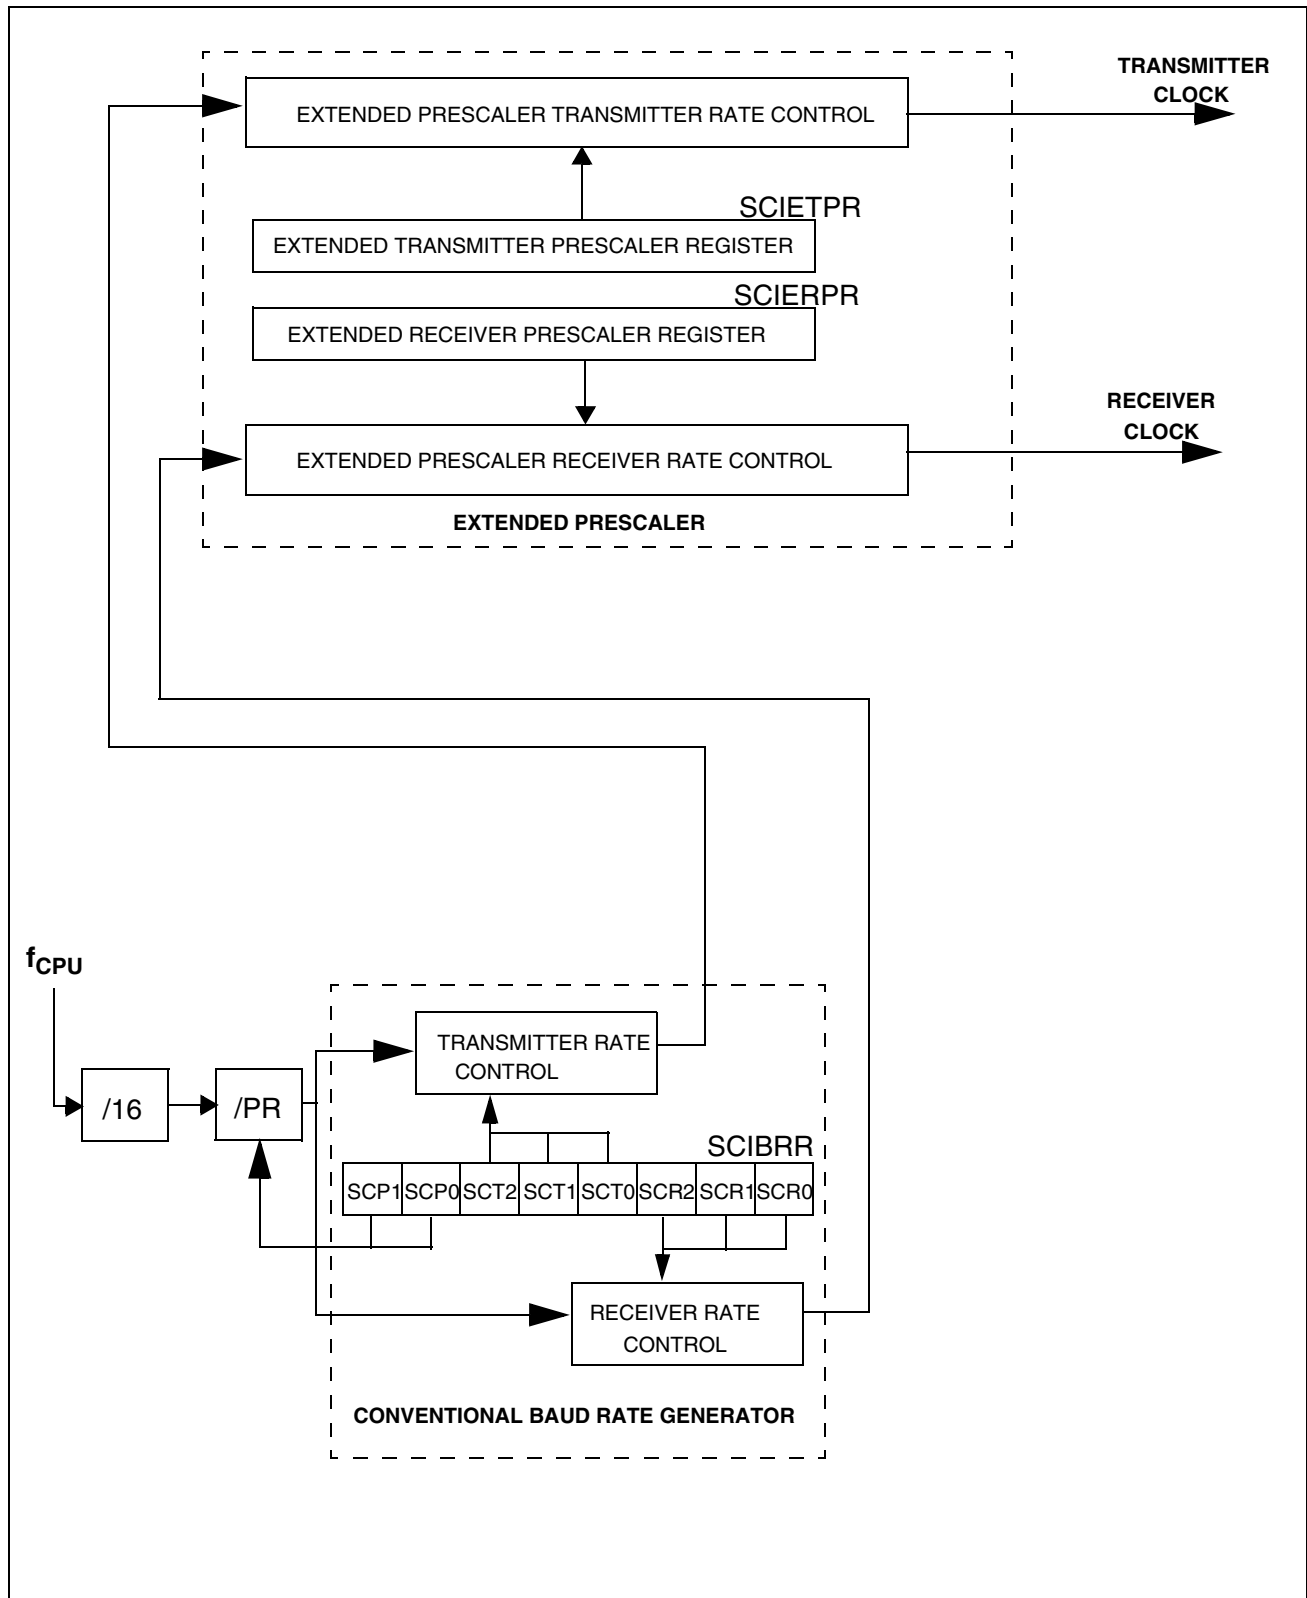 TRANSMITTER
CLOCK
EXTENDED PRESCALER TRANSMITTER RATE CONTROL
SCIETPR
EXTENDED TRANSMITTER PRESCALER REGISTER
SCIERPR
EXTENDED RECEIVER PRESCALER REGISTER
RECEIVER
CLOCK
EXTENDED PRESCALER RECEIVER RATE CONTROL
EXTENDED PRESCALER
fCPU
TRANSMITTER RATE
CONTROL
/16
/PR
SCIBRR
SCP1 SCP0 SCT2 SCT1 SCT0 SCR2 SCR1 SCR0
RECEIVER RATE
CONTROL
CONVENTIONAL BAUD RATE GENERATOR